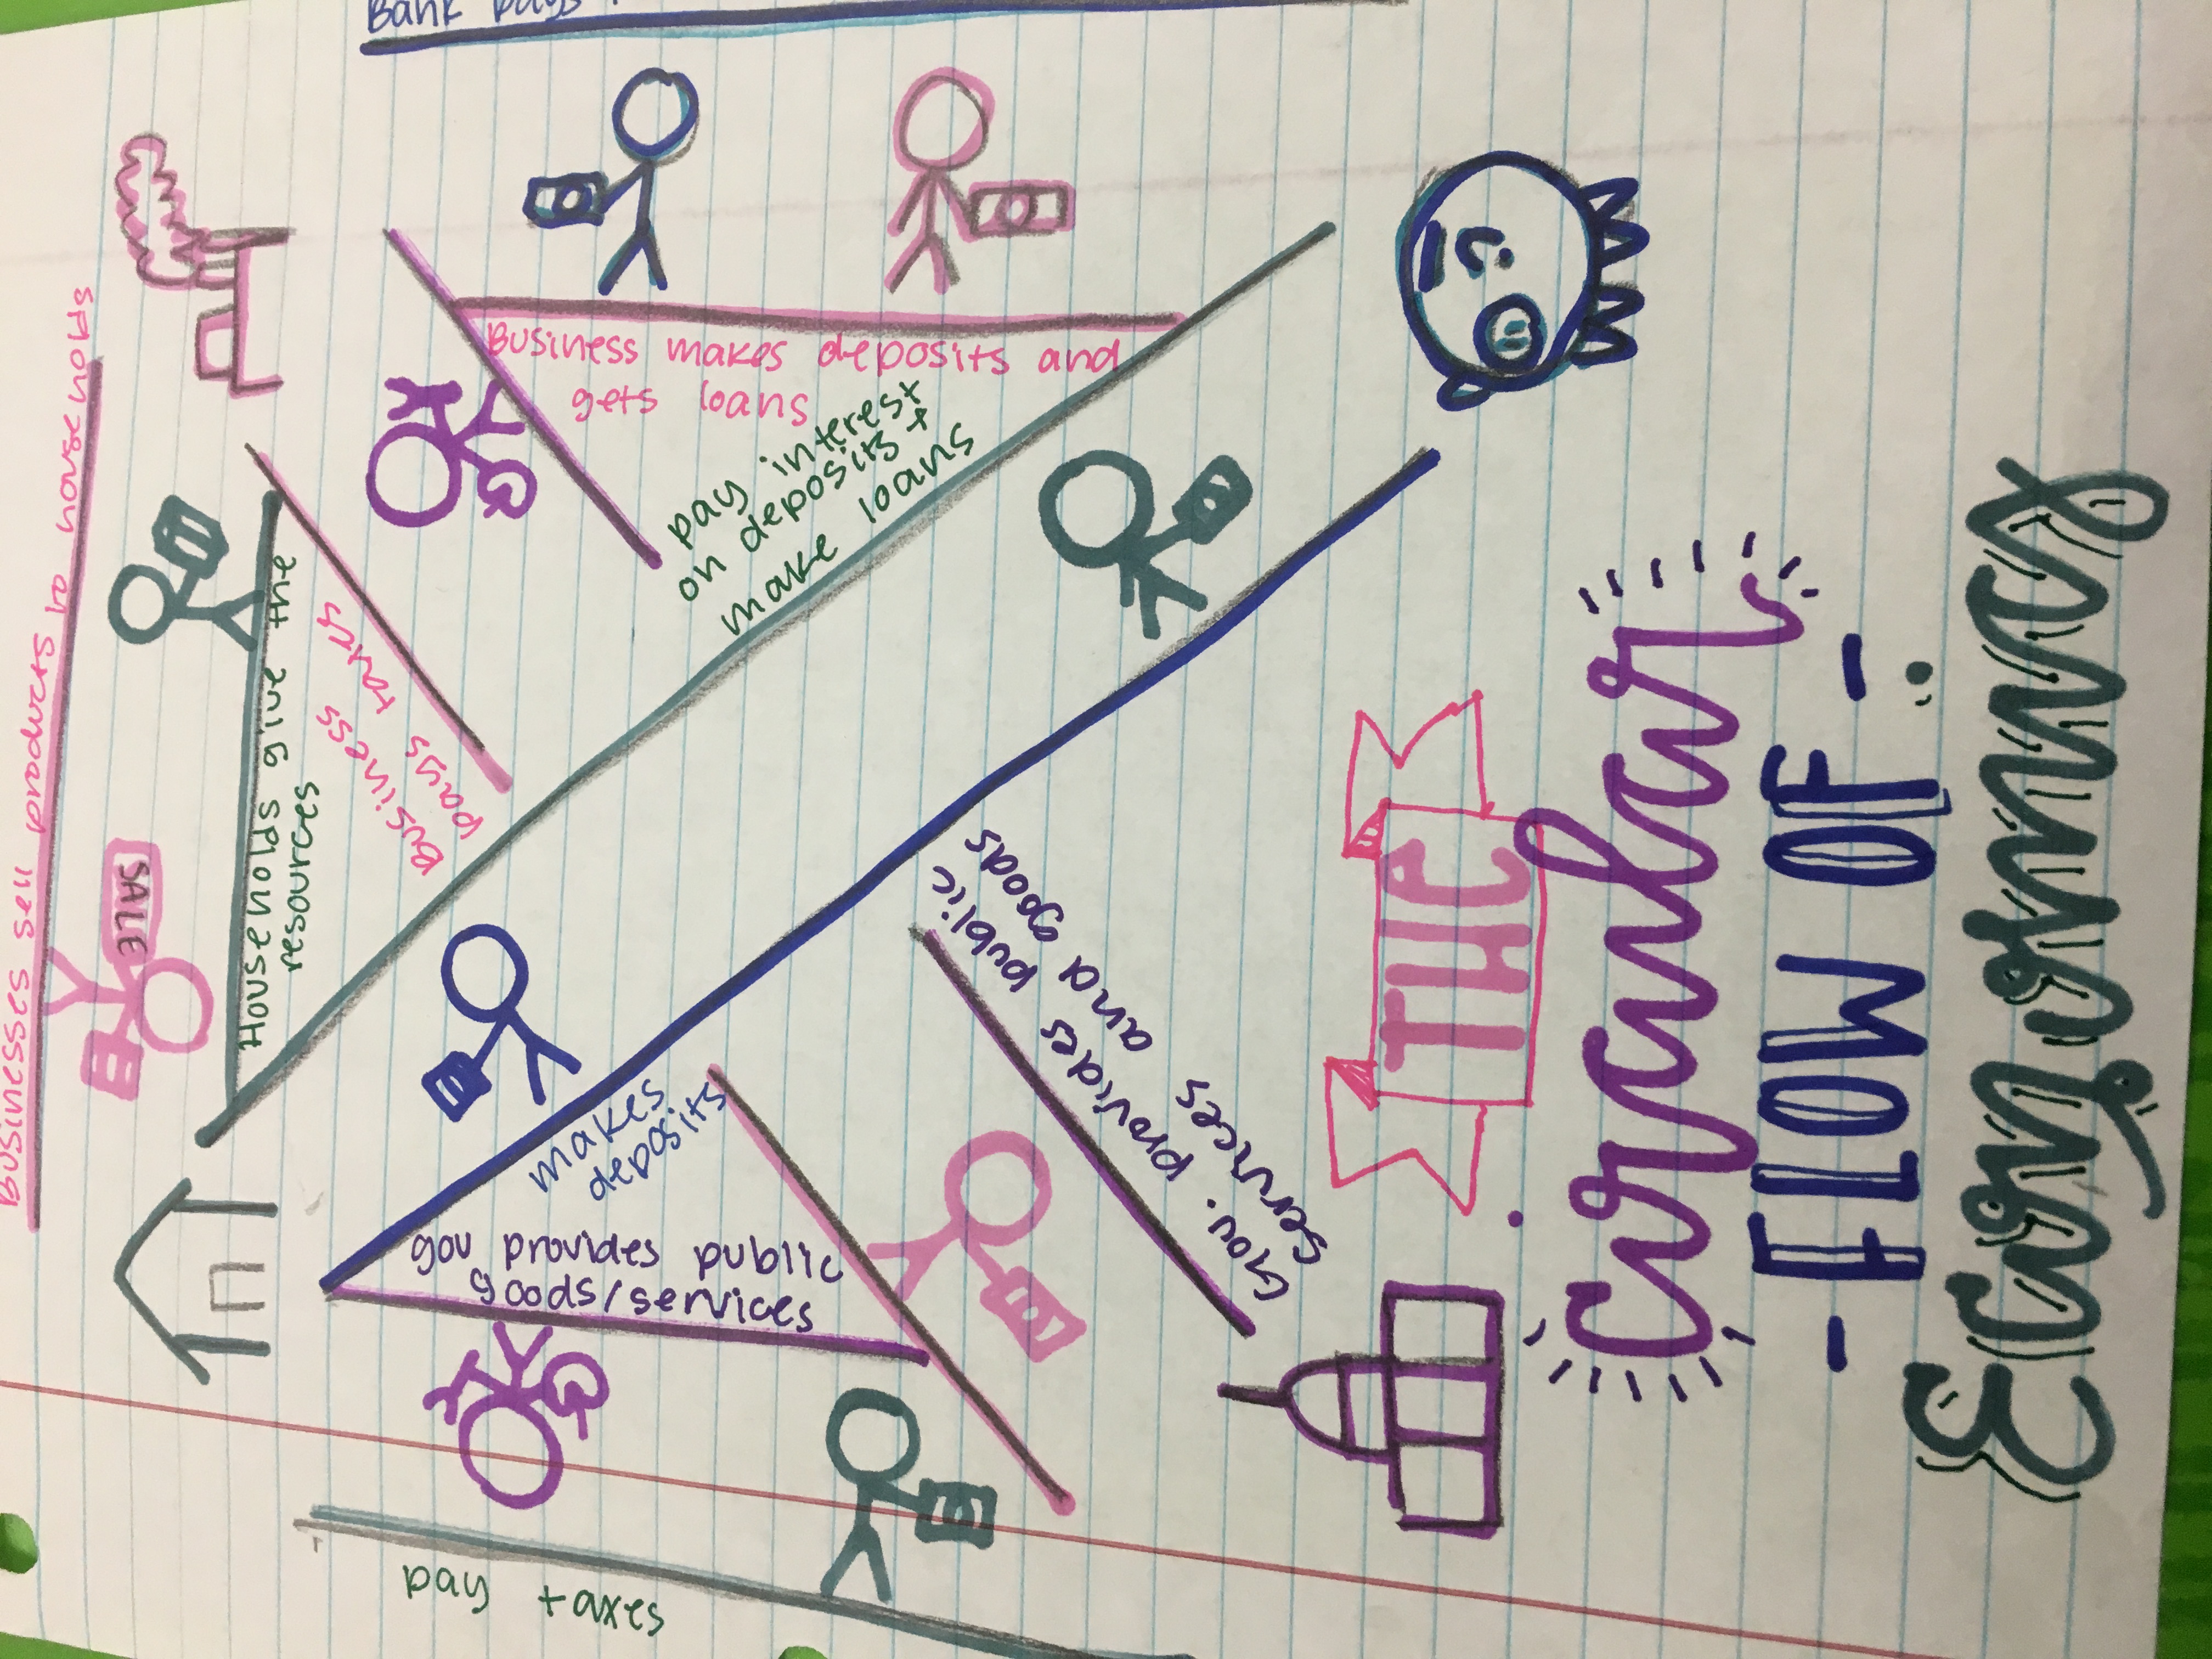 Businesses sell products to households
SALE
Households give the
resources
Business
pays taxes
pay taxes
gov provides public
goods/services
makes
deposits
Business makes deposits and
gets loans
pay interest
on deposits &
make loans
Bank pays
Gov. provides public
services and goods
THE
circular
- FLOW OF -
Economics